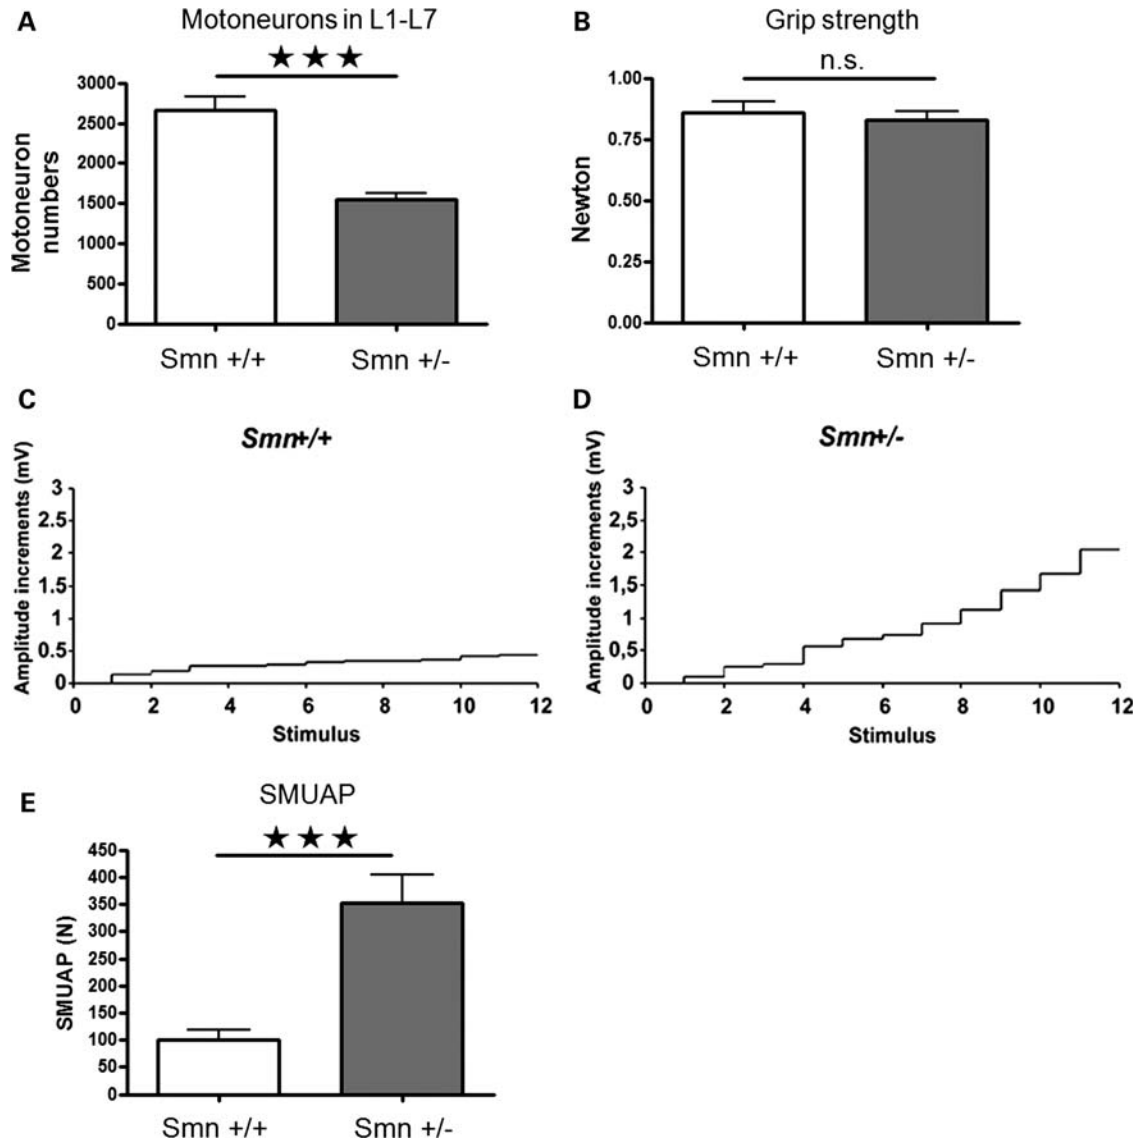 A
Motoneurons in L1-L7
★ ★ ★
Motoneuron
numbers
3000
2500
2000
1500
1000
500
0
Smn +/+
Smn +/-
B
Grip strength
n.s.
Newton
1.00
0.75
0.50
0.25
0.00
Smn +/+
Smn +/-
C
Smn+/+
Amplitude increments (mV)
3
2.5
2
1.5
1
0.5
0
0 2 4 6 8 10 12
Stimulus
D
Smn+/-
Amplitude increments (mV)
3
2,5
2
1,5
1
0,5
0
0 2 4 6 8 10 12
Stimulus
E
SMUAP
★ ★ ★
SMUAP (N)
450
400
350
300
250
200
150
100
50
0
Smn +/+
Smn +/-